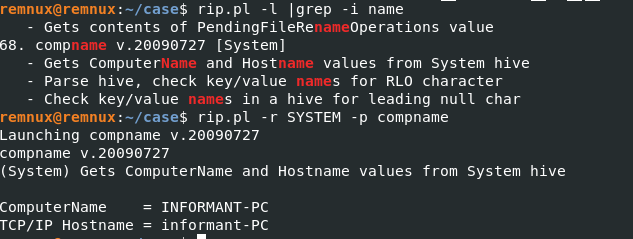 remnux@remnux:~/case$ rip.pl -l |grep -i name
- Gets contents of PendingFileRenameOperations value
68. compname v.20090727 [System]
- Gets ComputerName and Hostname values from System hive
- Parse hive, check key/value names for RLO character
- Check key/value names in a hive for leading null char
remnux@remnux:~/case$ rip.pl -r SYSTEM -p compname
Launching compname v.20090727
compname v.20090727
(System) Gets ComputerName and Hostname values from System hive
ComputerName = INFORMANT-PC
TCP/IP Hostname = informant-PC